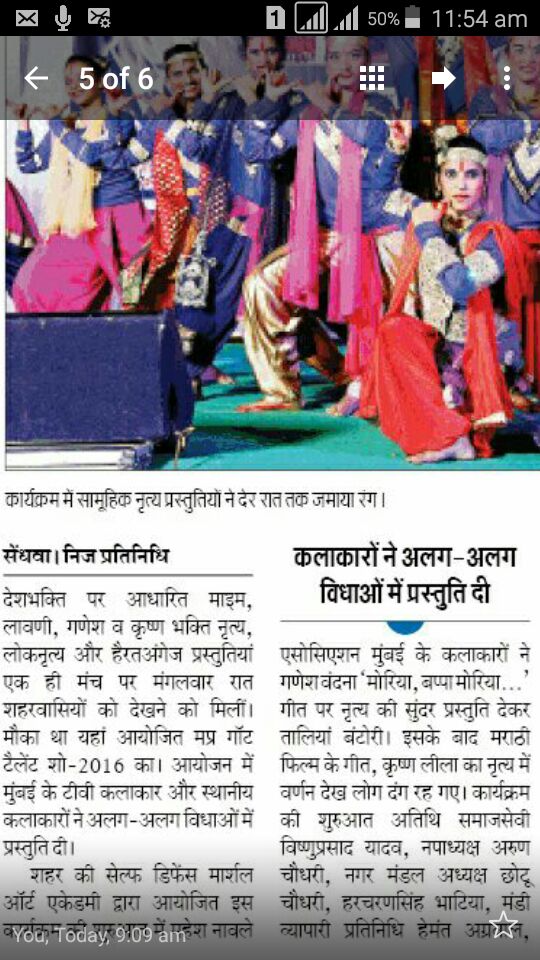 1 50% 11:54 am
5 of 6
कार्यक्रम में सामूहिक नृत्य प्रस्तुतियों ने देर रात तक जमाया रंग।
सेंधवा। निज प्रतिनिधि
देशभक्ति पर आधारित माइम,
लावणी, गणेश व कृष्ण भक्ति नृत्य,
लोकनृत्य और हैरतअंगेज प्रस्तुतियां
एक ही मंच पर मंगलवार रात
शहरवासियों को देखने को मिलीं।
मौका था यहां आयोजित मप्र गॉट
टैलेंट शो-2016 का। आयोजन में
मुंबई के टीवी कलाकार और स्थानीय
कलाकारों ने अलग-अलग विधाओं में
प्रस्तुति दी।
शहर की सेल्फ डिफेंस मार्शल
ऑर्ट एकेडमी द्वारा आयोजित इस
कार्यक्रम की में महेश नावले
कलाकारों ने अलग-अलग
विधाओं में प्रस्तुति दी
एसोसिएशन मुंबई के कलाकारों ने
गणेश वंदना 'मोरिया, बप्पा मोरिया...'
गीत पर नृत्य की सुंदर प्रस्तुति देकर
तालियां बंटोरी। इसके बाद मराठी
फिल्म के गीत, कृष्ण लीला का नृत्य में
वर्णन देख लोग दंग रह गए। कार्यक्रम
की शुरुआत अतिथि समाजसेवी
विष्णुप्रसाद यादव, नपाध्यक्ष अरुण
चौधरी, नगर मंडल अध्यक्ष छोटू
चौधरी, हरचरणसिंह भाटिया, मंडी
व्यापारी प्रतिनिधि हेमंत अग्रवाल,
You, Today, 9:09 am